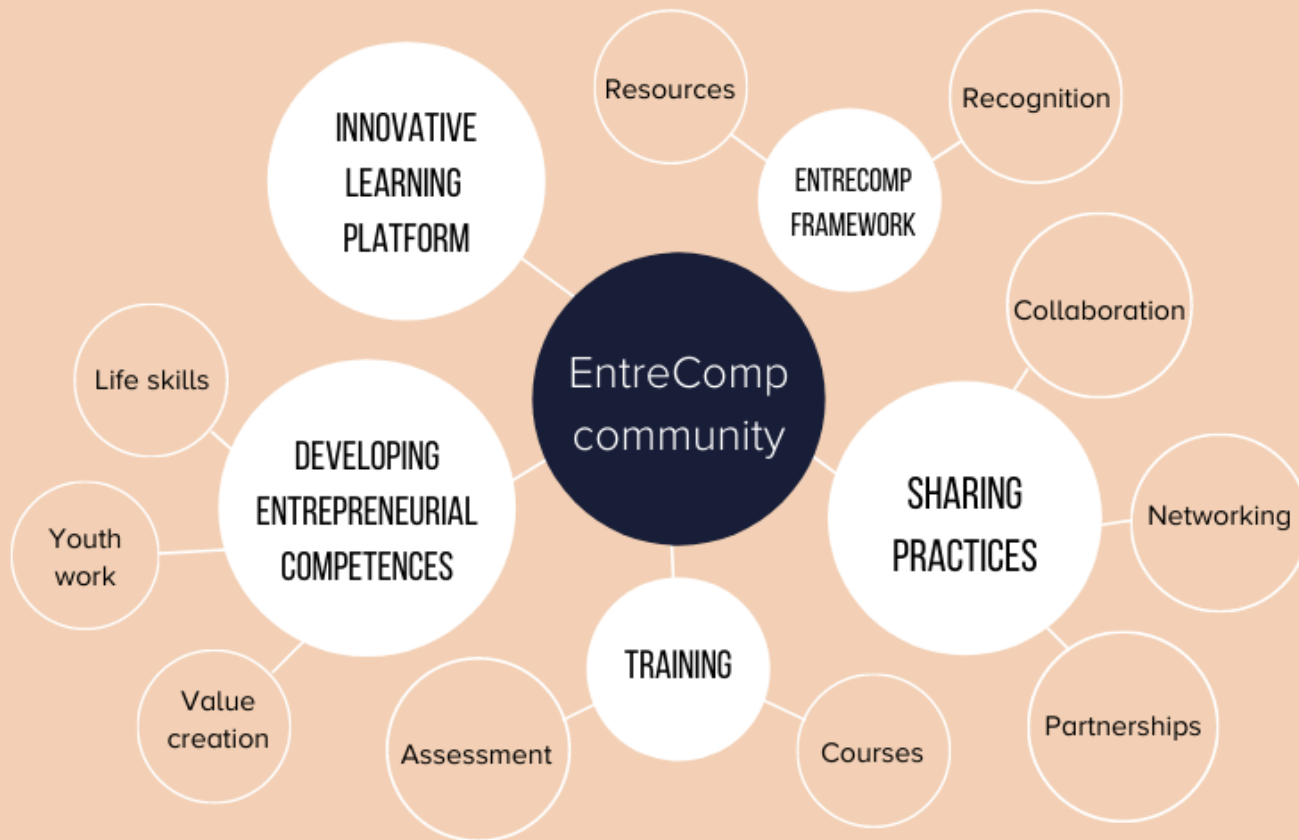 INNOVATIVE
LEARNING
PLATFORM
Resources
Recognition
ENTRECOMP
FRAMEWORK
Collaboration
EntreComp
community
Life skills
DEVELOPING
ENTREPRENEURIAL
COMPETENCES
SHARING
PRACTICES
Networking
Youth
work
TRAINING
Value
creation
Assessment
Courses
Partnerships